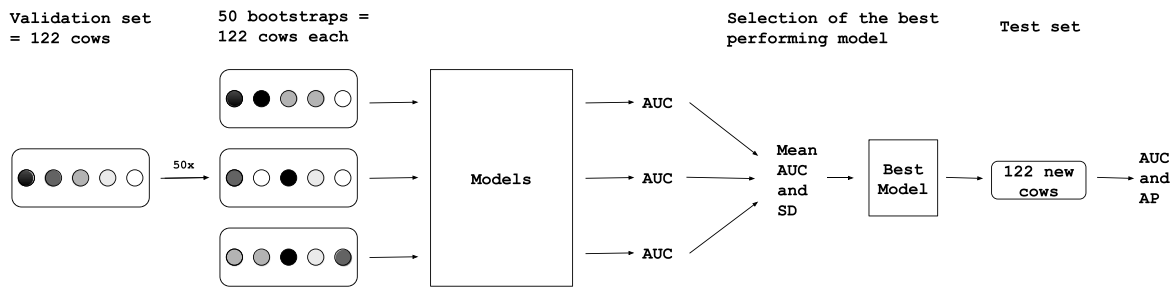 Validation set
= 122 cows
50 bootstraps =
122 cows each
Selection of the best
performing model
Test set
50x
Models
AUC
AUC
AUC
Mean
AUC
and
SD
Best
Model
122 new
cows
AUC
and
AP